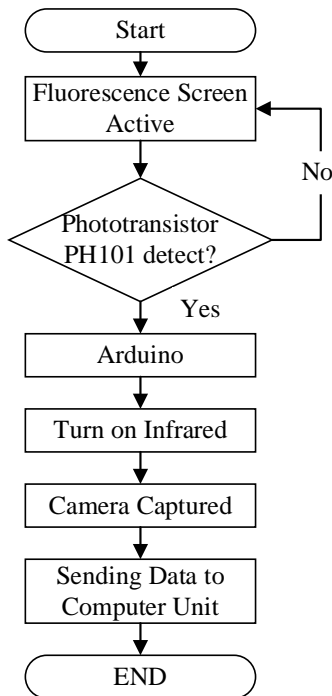 Start
Fluorescence Screen
Active
No
Phototransistor
PH101 detect?
Yes
Arduino
Turn on Infrared
Camera Captured
Sending Data to
Computer Unit
END